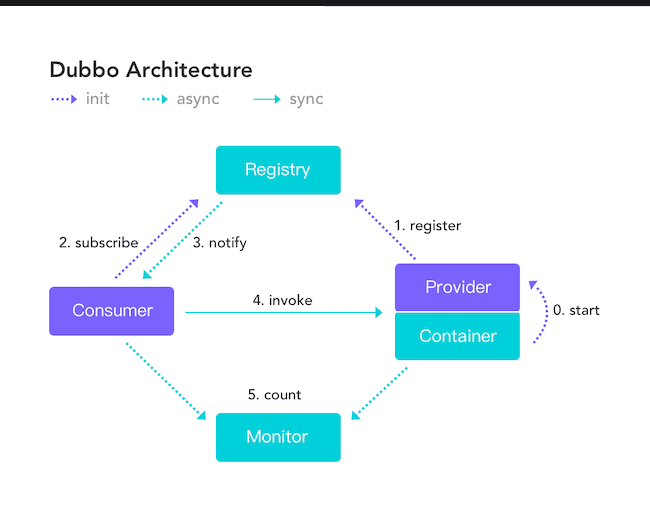 Dubbo Architecture
init async sync
Registry
1. register
2. subscribe 3. notify
Provider
4. invoke
Consumer
0. start
Container
5. count
Monitor